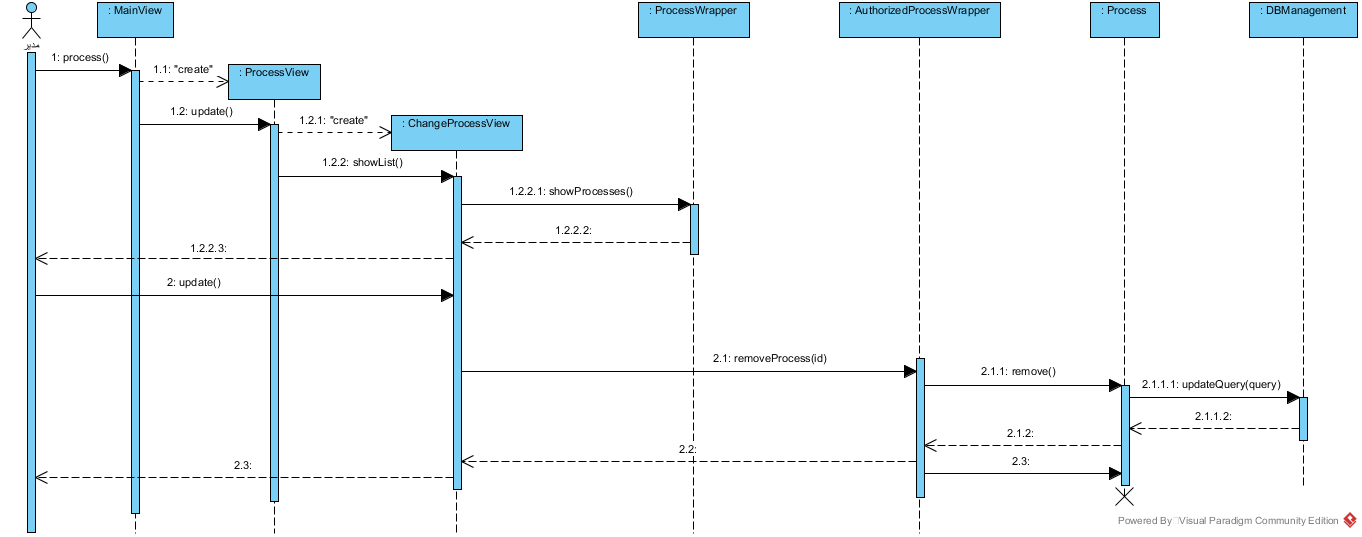 : MainView
: ProcessWrapper
: AuthorizedProcessWrapper
: Process
: DBManagement
مدیر
1: process()
1.1: "create"
: ProcessView
1.2: update()
1.2.1: "create"
: ChangeProcessView
1.2.2: showList()
1.2.2.1: showProcesses()
1.2.2.2:
1.2.2.3:
2: update()
2.1: removeProcess(id)
2.1.1: remove()
2.1.1.1: updateQuery(query)
2.1.1.2:
2.1.2:
2.2:
2.3:
2.3:
Powered By Visual Paradigm Community Edition